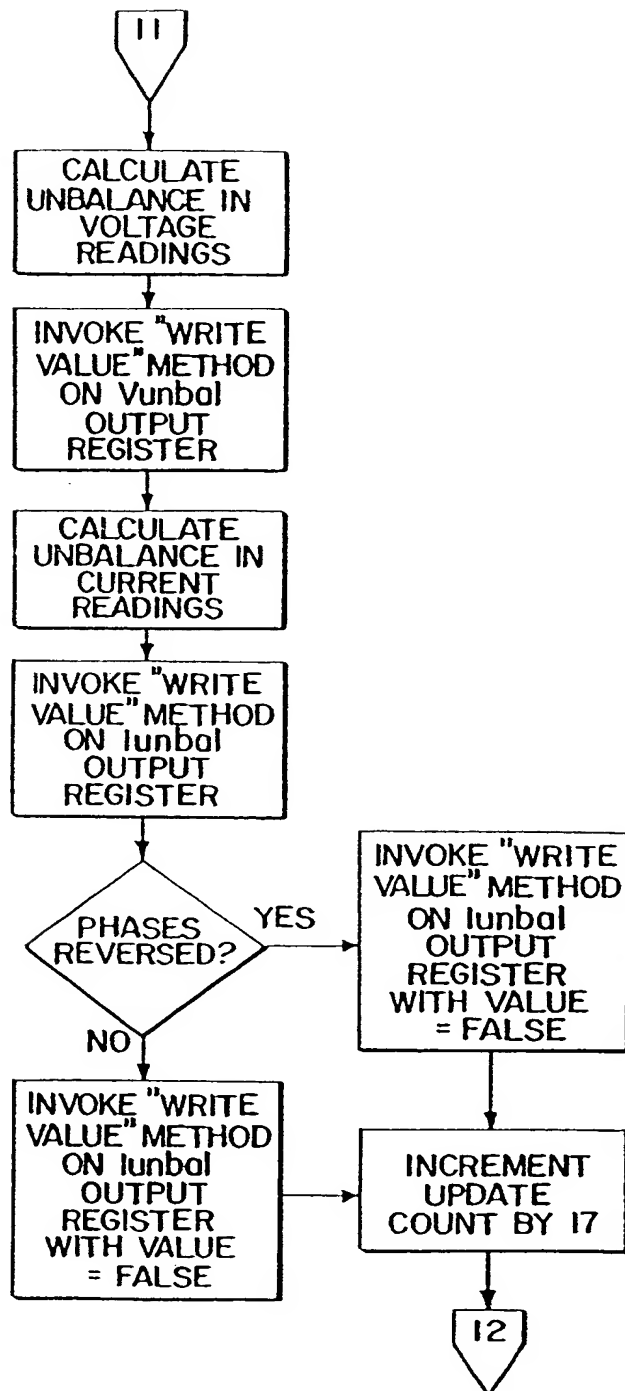 11
CALCULATE
UNBALANCE IN
VOLTAGE
READINGS
INVOKE "WRITE
VALUE" METHOD
ON Vunbal
OUTPUT
REGISTER
CALCULATE
UNBALANCE IN
CURRENT
READINGS
INVOKE "WRITE
VALUE" METHOD
ON Iunbal
OUTPUT
REGISTER
PHASES
REVERSED?
YES
INVOKE "WRITE
VALUE" METHOD
ON Iunbal
OUTPUT
REGISTER
WITH VALUE
= FALSE
NO
INVOKE "WRITE
VALUE" METHOD
ON Iunbal
OUTPUT
REGISTER
WITH VALUE
= FALSE
INCREMENT
UPDATE
COUNT BY 17
12